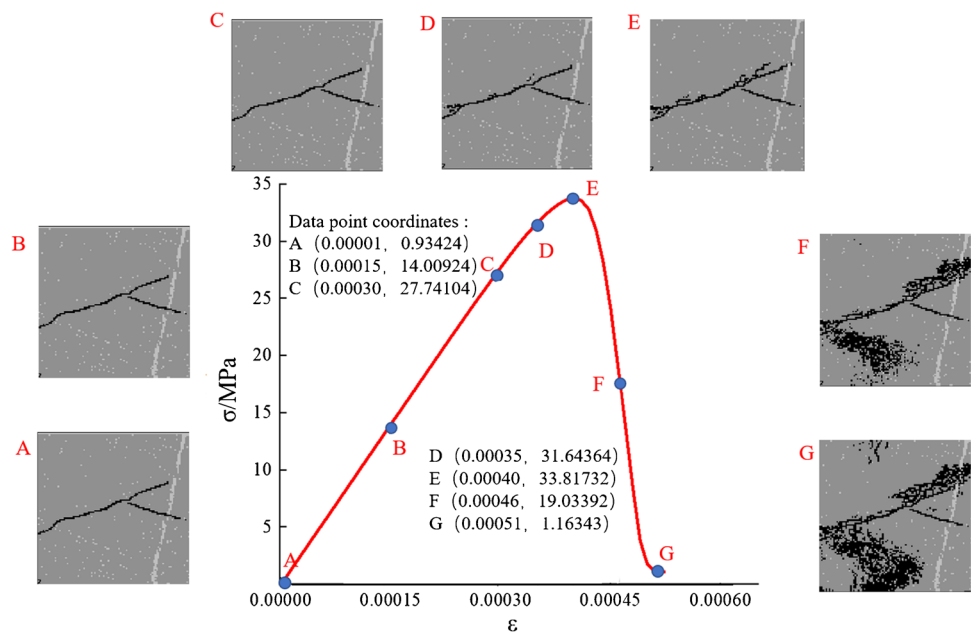 C
D
E
B
F
A
G
35
30
25
20
15
10
5
σ/MPa
Data point coordinates :
A (0.00001, 0.93424)
B (0.00015, 14.00924)
C (0.00030, 27.74104)
D (0.00035, 31.64364)
E (0.00040, 33.81732)
F (0.00046, 19.03392)
G (0.00051, 1.16343)
E
D
C
F
B
A
G
0.00000 0.00015 0.00030 0.00045 0.00060
ε